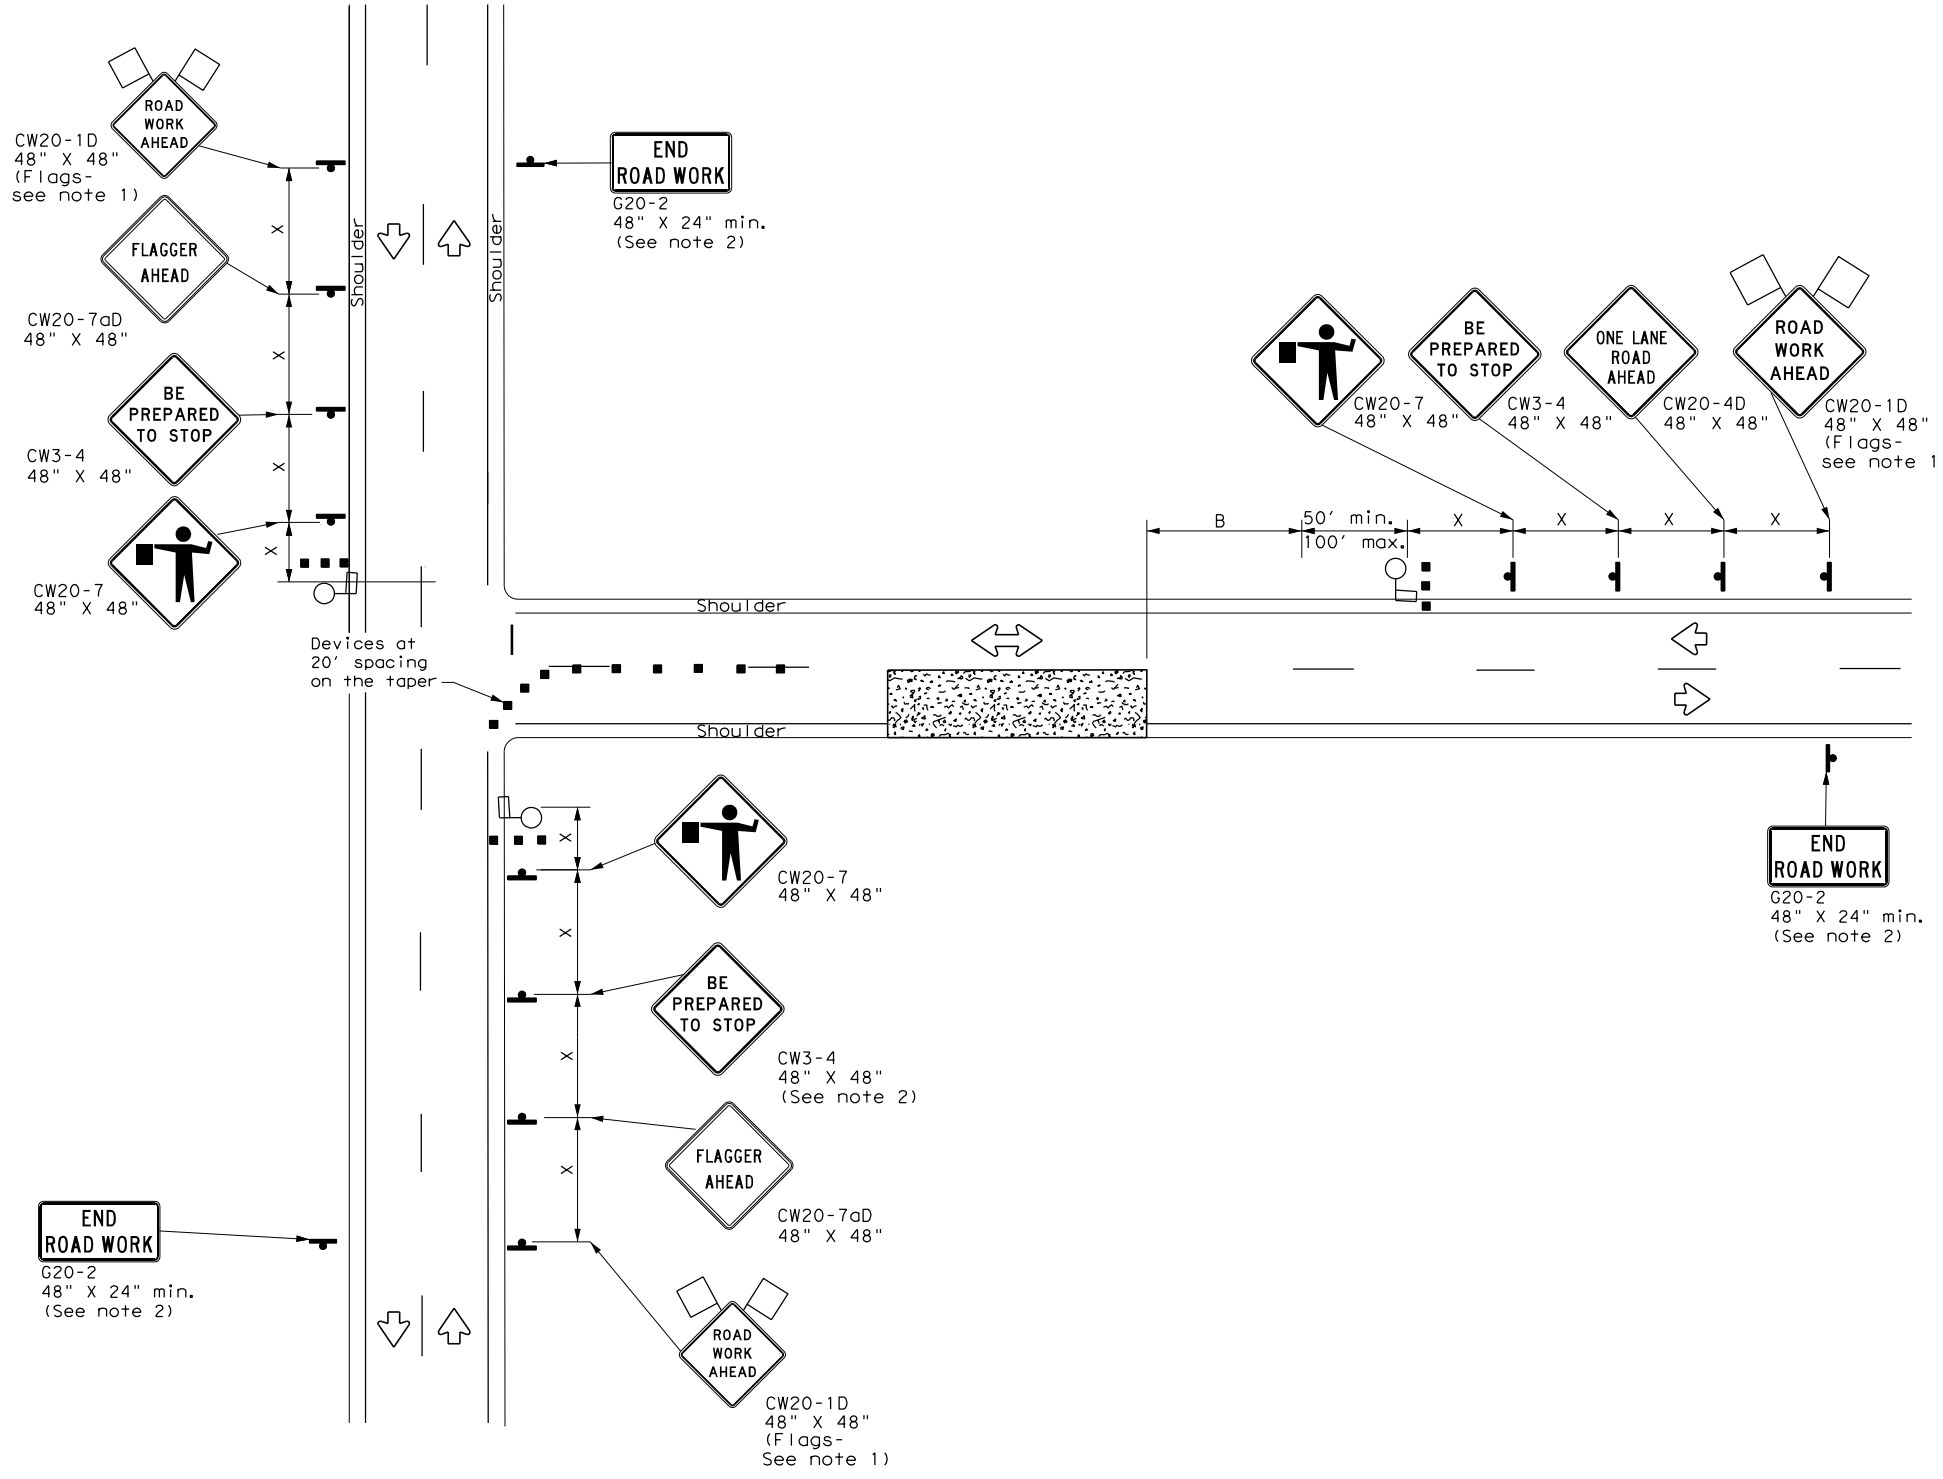 ROAD
WORK
AHEAD
CW20-1D
48" X 48"
(Flags-
see note 1)
X
FLAGGER
AHEAD
CW20-7aD
48" X 48"
X
BE
PREPARED
TO STOP
CW3-4
48" X 48"
X
CW20-7
48" X 48"
X
Shoulder
Shoulder
END
ROAD WORK
G20-2
48" X 24" min.
(See note 2)
CW20-7
48" X 48"
BE
PREPARED
TO STOP
CW3-4
48" X 48"
ONE LANE
ROAD
AHEAD
CW20-4D
48" X 48"
ROAD
WORK
AHEAD
CW20-1D
48" X 48"
(Flags-
see note 1
B
50' min.
100' max.
X
X
X
X
Shoulder
Devices at
20' spacing
on the taper
Shoulder
X
CW20-7
48" X 48"
X
BE
PREPARED
TO STOP
CW3-4
48" X 48"
(See note 2)
X
FLAGGER
AHEAD
CW20-7aD
48" X 48"
X
ROAD
WORK
AHEAD
CW20-1D
48" X 48"
(Flags-
See note 1)
END
ROAD WORK
G20-2
48" X 24" min.
(See note 2)
END
ROAD WORK
G20-2
48" X 24" min.
(See note 2)